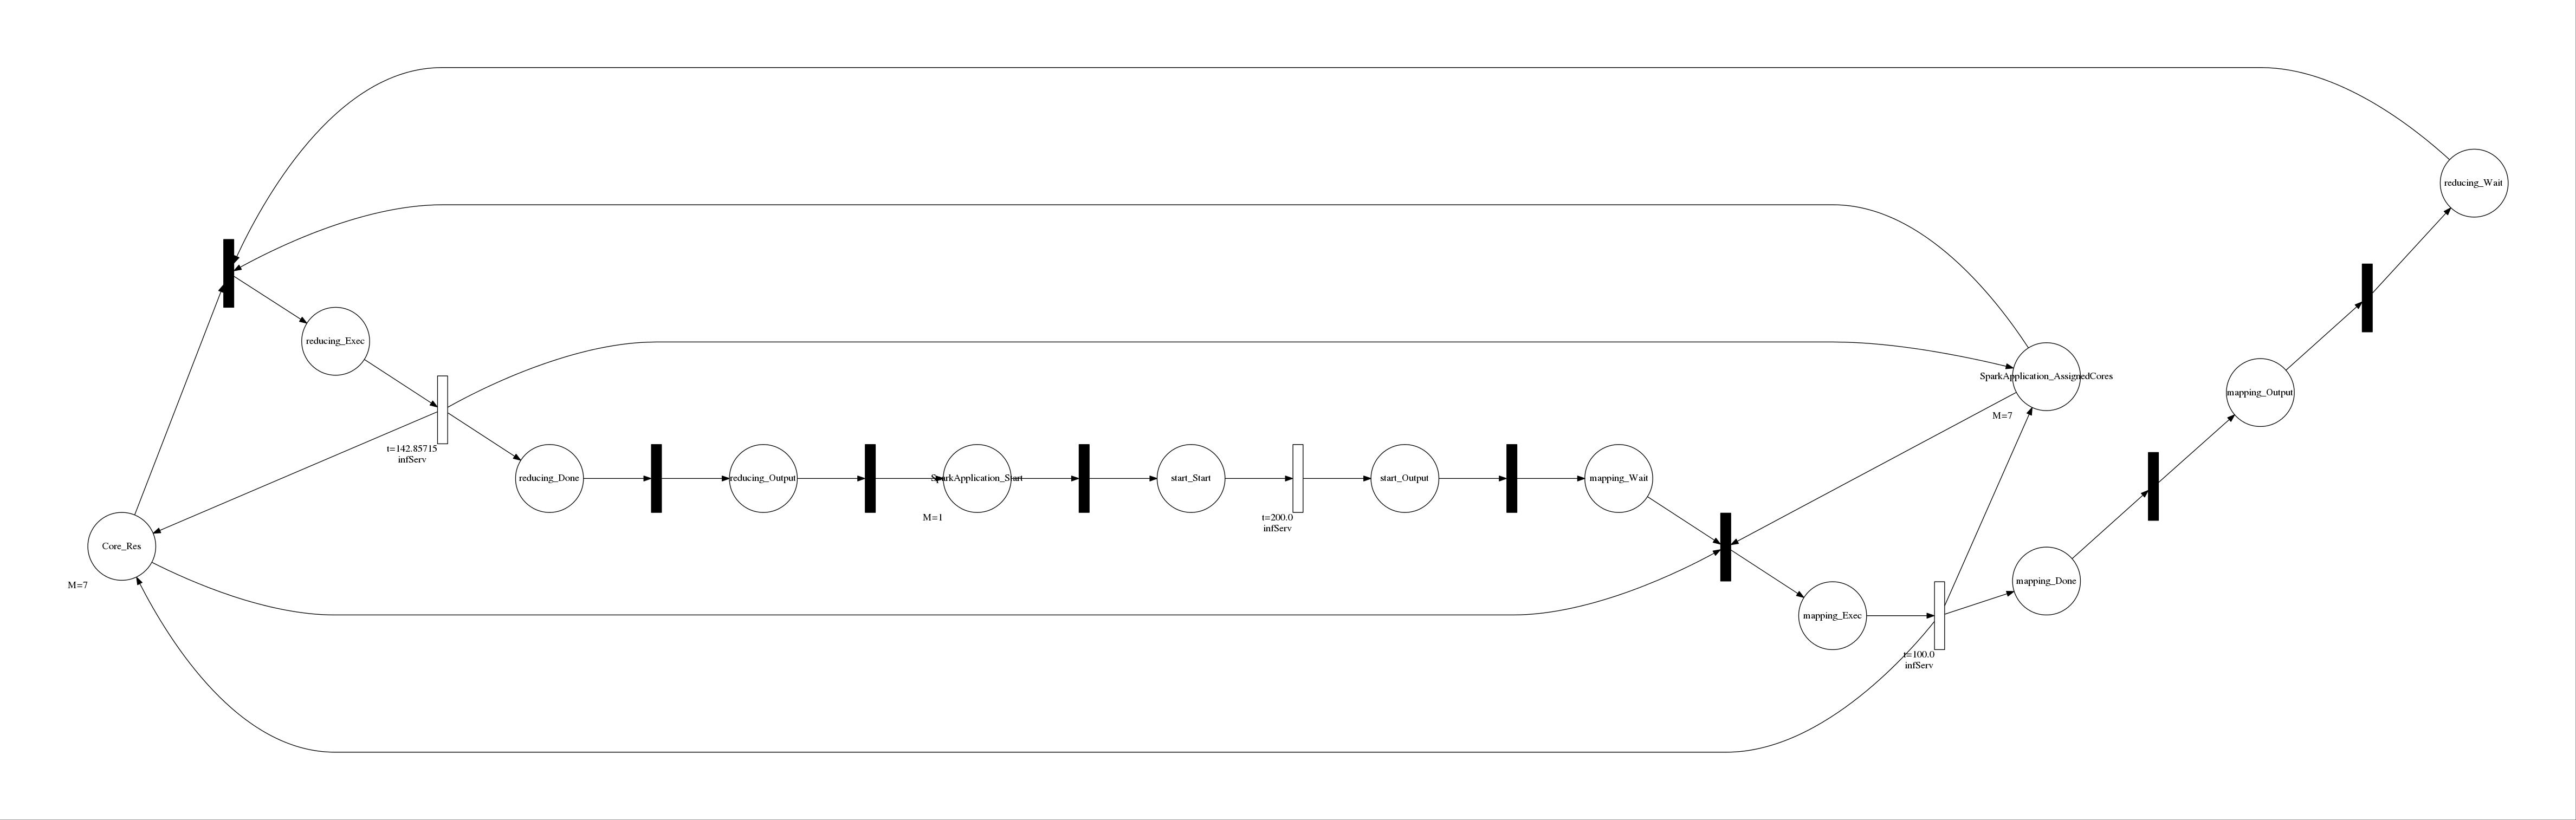 reducing_Wait
reducing_Exec
SparkApplication_AssignedCores
M=7
mapping_Output
t=142.85715
infServ
reducing_Done
reducing_Output
SparkApplication_Start
M=1
start_Start
t=200.0
infServ
start_Output
mapping_Wait
Core_Res
M=7
mapping_Exec
t=100.0
infServ
mapping_Done